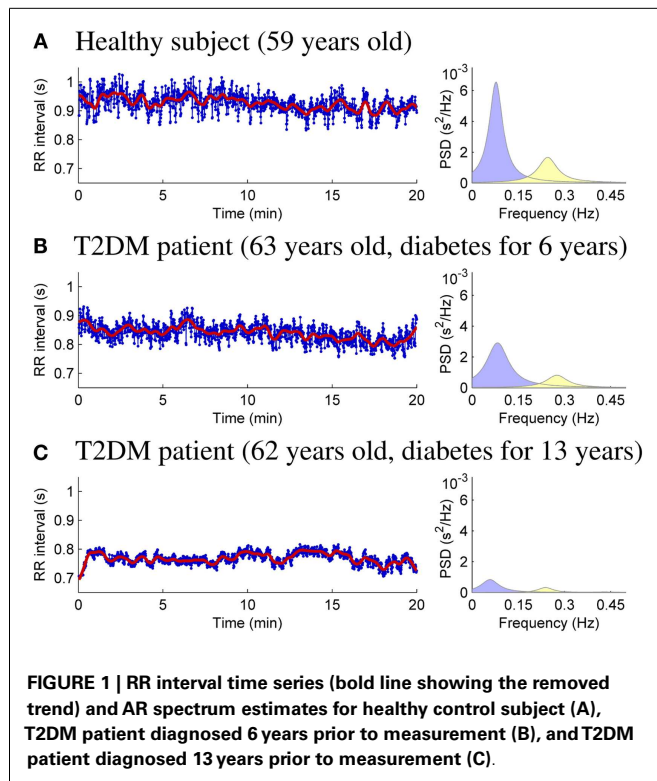 A Healthy subject (59 years old)
RR interval (s)
1
0.9
0.8
0.7
0 5 10 15 20
Time (min)
PSD (s²/Hz)
10⁻³
6
4
2
0
0 0.15 0.3 0.45
Frequency (Hz)
B T2DM patient (63 years old, diabetes for 6 years)
RR interval (s)
1
0.9
0.8
0.7
0 5 10 15 20
Time (min)
PSD (s²/Hz)
10⁻³
6
4
2
0
0 0.15 0.3 0.45
Frequency (Hz)
C T2DM patient (62 years old, diabetes for 13 years)
RR interval (s)
1
0.9
0.8
0.7
0 5 10 15 20
Time (min)
PSD (s²/Hz)
10⁻³
6
4
2
0
0 0.15 0.3 0.45
Frequency (Hz)
FIGURE 1 | RR interval time series (bold line showing the removed
trend) and AR spectrum estimates for healthy control subject (A),
T2DM patient diagnosed 6 years prior to measurement (B), and T2DM
patient diagnosed 13 years prior to measurement (C).